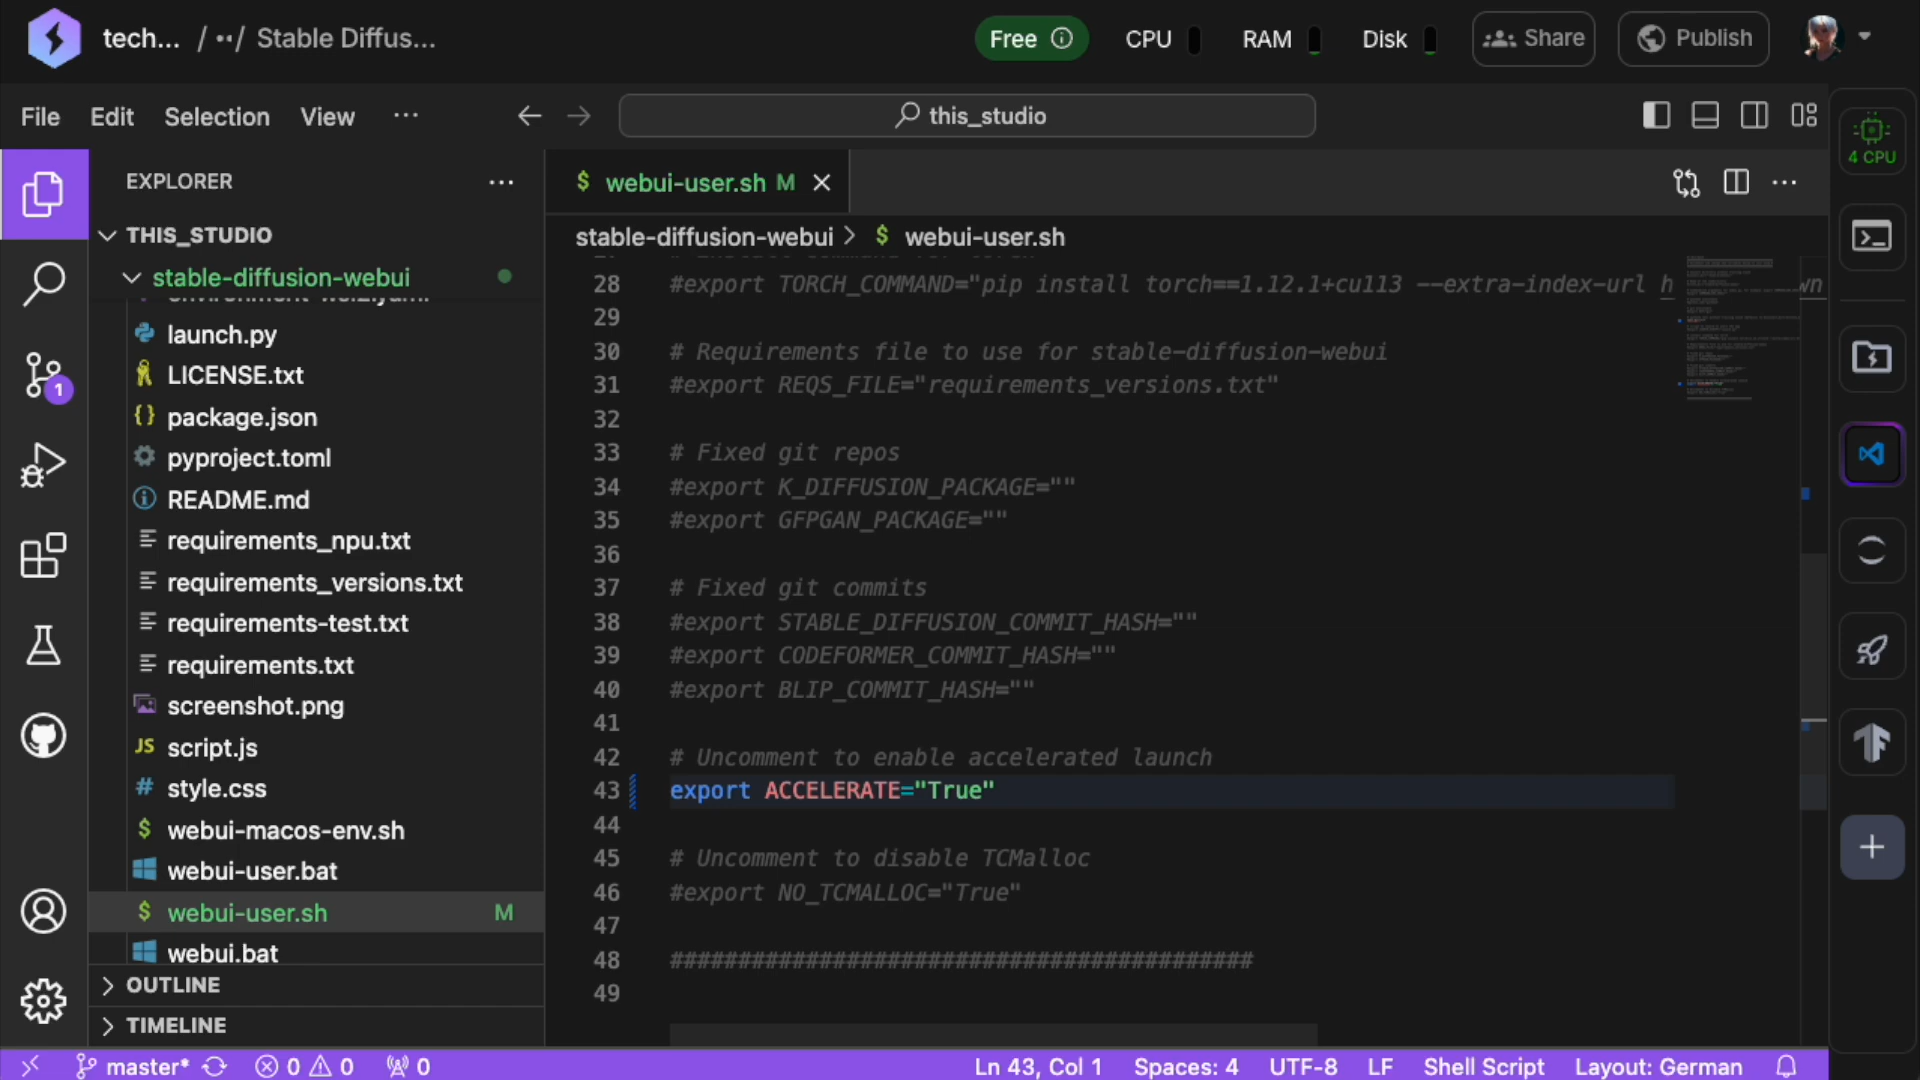 tech... / ··/ Stable Diffus...
Free
CPU
RAM
Disk
Share
Publish
File Edit Selection View ···
this_studio
4 CPU
EXPLORER
THIS_STUDIO
stable-diffusion-webui
launch.py
LICENSE.txt
package.json
pyproject.toml
README.md
requirements_npu.txt
requirements_versions.txt
requirements-test.txt
requirements.txt
screenshot.png
JS script.js
# style.css
$ webui-macos-env.sh
webui-user.bat
$ webui-user.sh M
webui.bat
OUTLINE
TIMELINE
1
$ webui-user.sh M
stable-diffusion-webui > $ webui-user.sh
28 #export TORCH_COMMAND="pip install torch==1.12.1+cu113 --extra-index-url h
29
30 # Requirements file to use for stable-diffusion-webui
31 #export REQS_FILE="requirements_versions.txt"
32
33 # Fixed git repos
34 #export K_DIFFUSION_PACKAGE=""
35 #export GFPGAN_PACKAGE=""
36
37 # Fixed git commits
38 #export STABLE_DIFFUSION_COMMIT_HASH=""
39 #export CODEFORMER_COMMIT_HASH=""
40 #export BLIP_COMMIT_HASH=""
41
42 # Uncomment to enable accelerated launch
43 export ACCELERATE="True"
44
45 # Uncomment to disable TCMalloc
46 #export NO_TCMALLOC="True"
47
48 ###########################################
49
master* 0 0 0
Ln 43, Col 1 Spaces: 4 UTF-8 LF Shell Script Layout: German